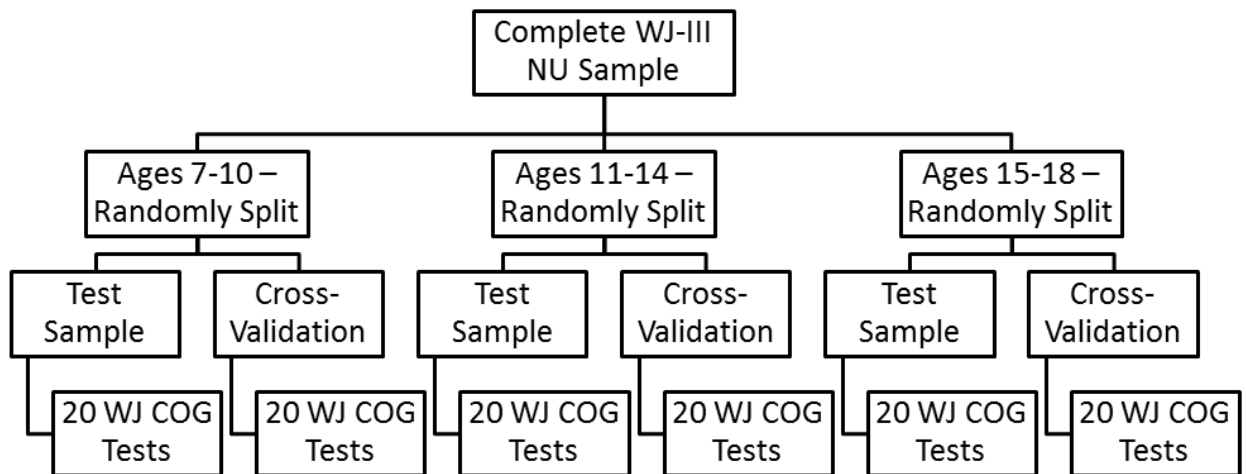 Complete WJ-III
NU Sample
Ages 7-10 –
Randomly Split
Ages 11-14 –
Randomly Split
Ages 15-18 –
Randomly Split
Test
Sample
Cross-
Validation
Test
Sample
Cross-
Validation
Test
Sample
Cross-
Validation
20 WJ COG
Tests
20 WJ COG
Tests
20 WJ COG
Tests
20 WJ COG
Tests
20 WJ COG
Tests
20 WJ COG
Tests